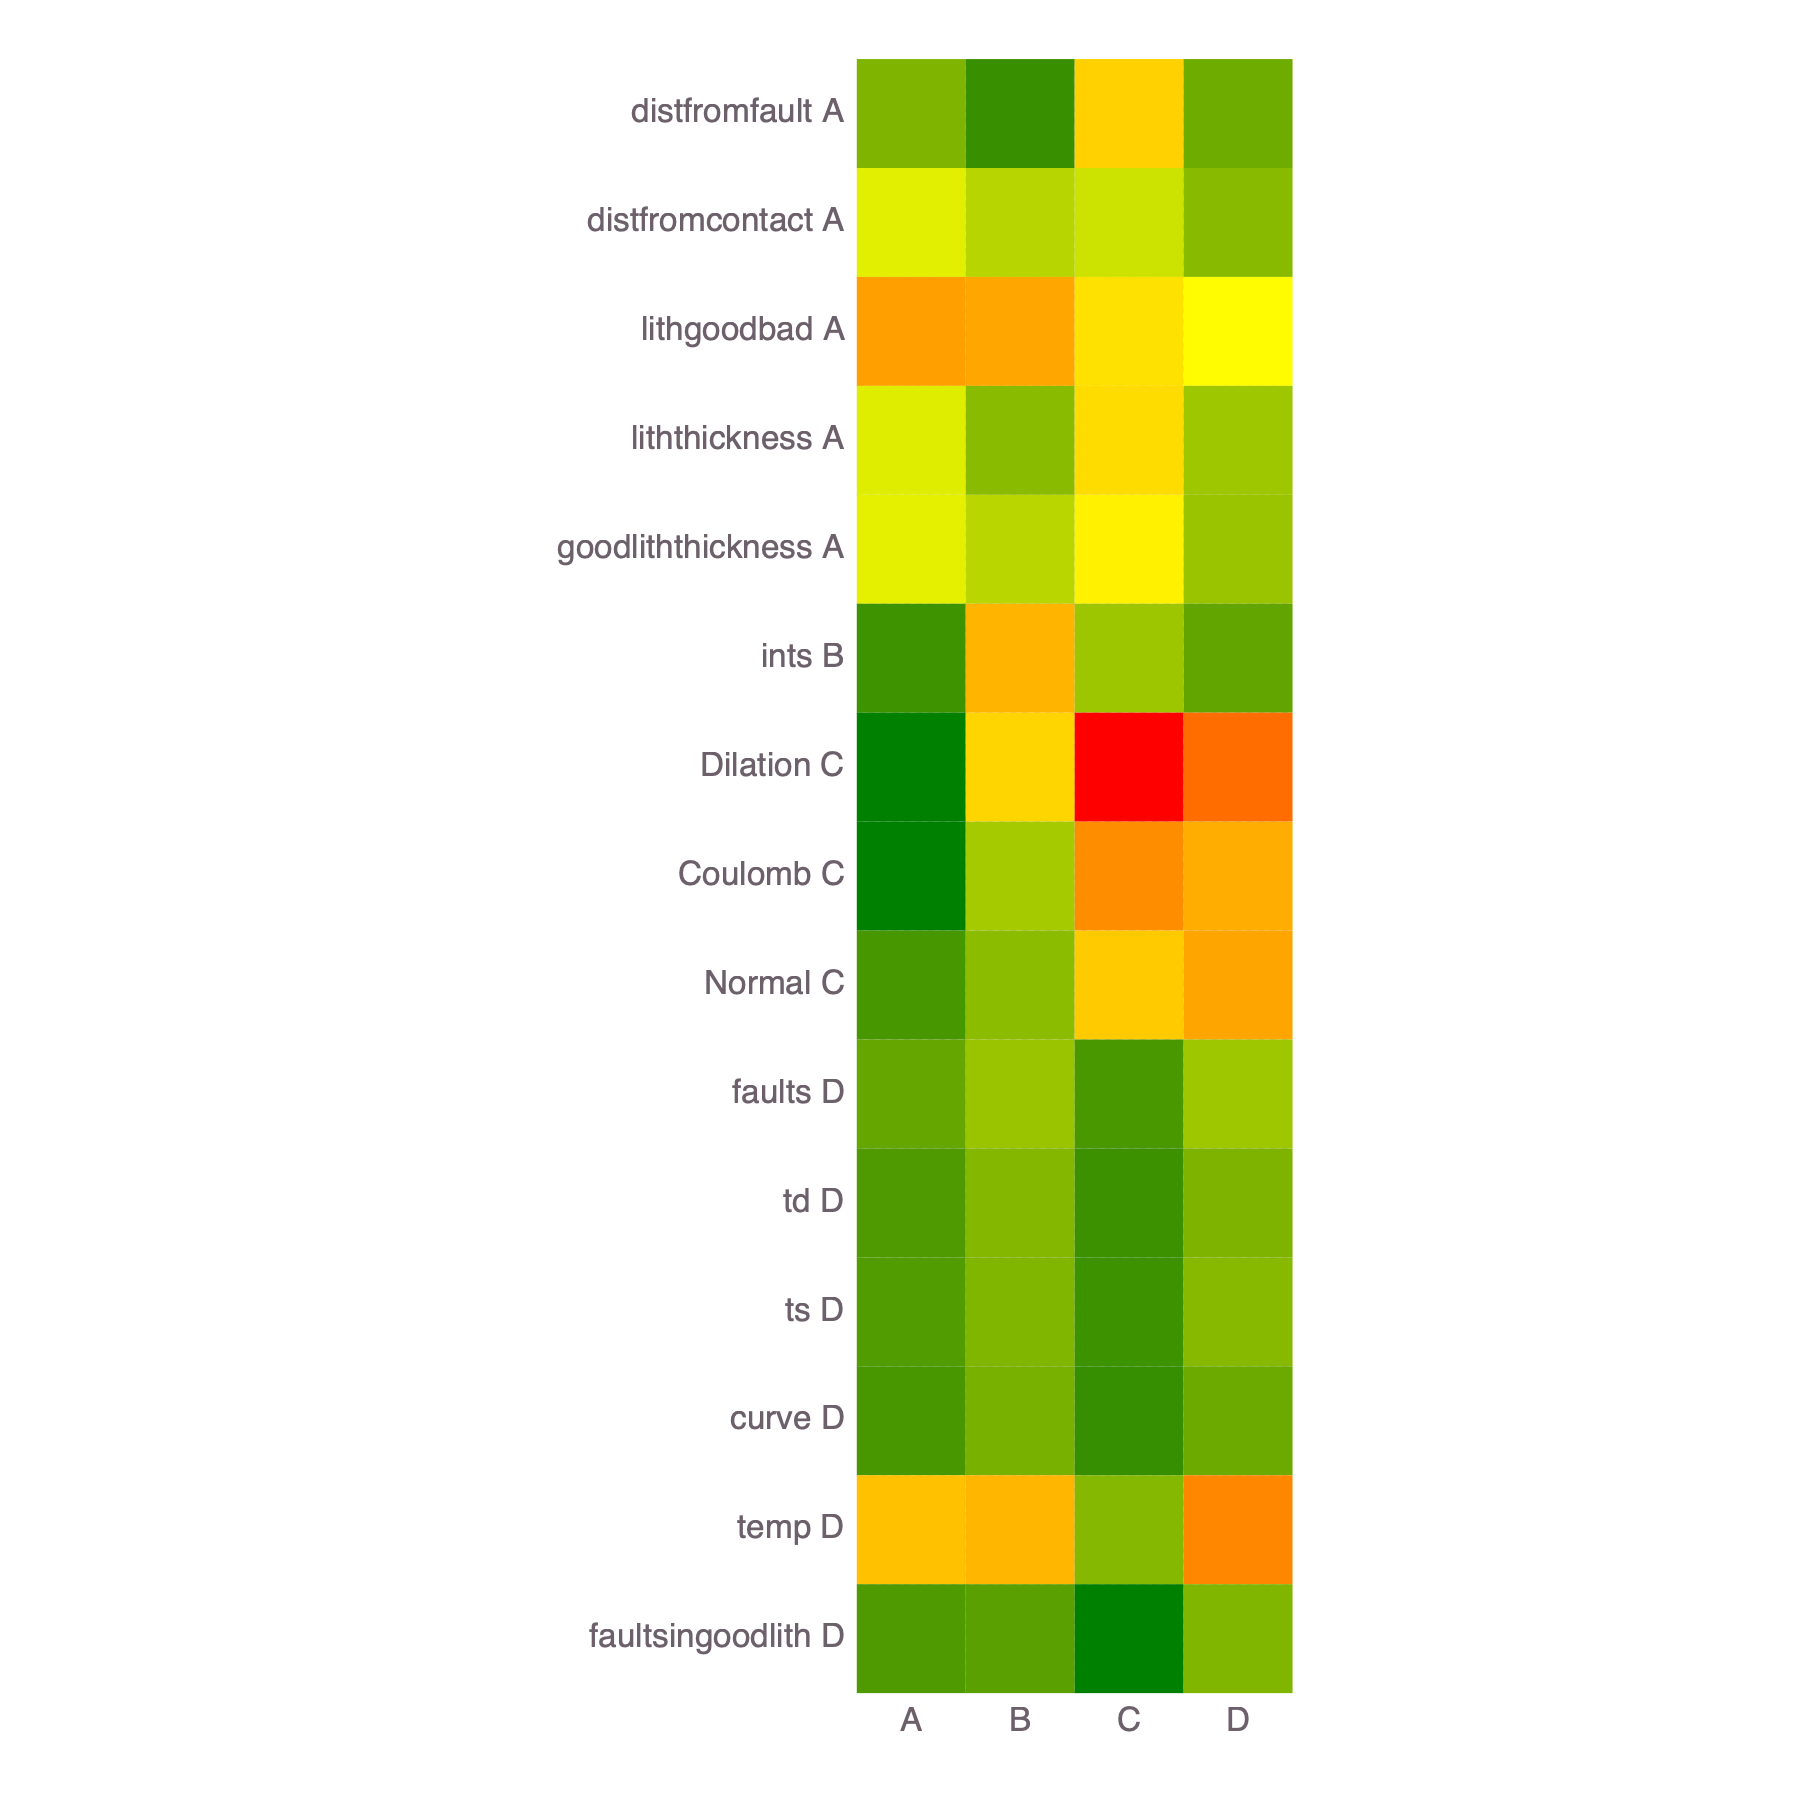 distfromfault A
distfromcontact A
lithgoodbad A
liththickness A
goodliththickness A
ints B
Dilation C
Coulomb C
Normal C
faults D
td D
ts D
curve D
temp D
faultsingoodlith D
A B C D